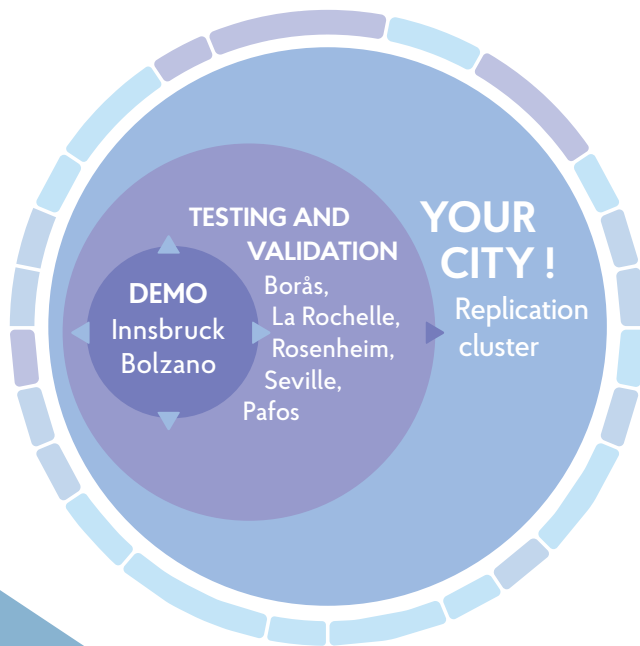 DEMO
Innsbruck
Bolzano
TESTING AND
VALIDATION
Borås,
La Rochelle,
Rosenheim,
Seville,
Pafos
YOUR
CITY !
Replication
cluster